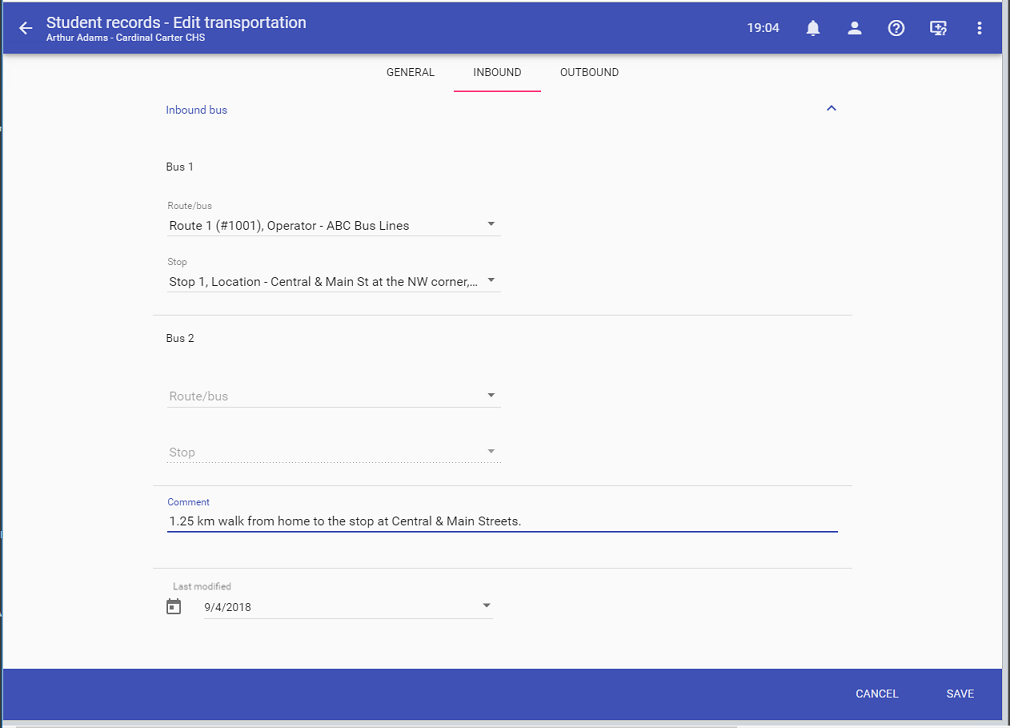 Student records - Edit transportation
Arthur Adams - Cardinal Carter CHS
19:04
GENERAL INBOUND OUTBOUND
Inbound bus
Bus 1
Route/bus
Route 1 (#1001), Operator - ABC Bus Lines
Stop
Stop 1, Location - Central & Main St at the NW corner,...
Bus 2
Route/bus
Stop
Comment
1.25 km walk from home to the stop at Central & Main Streets.
Last modified
9/4/2018
CANCEL SAVE